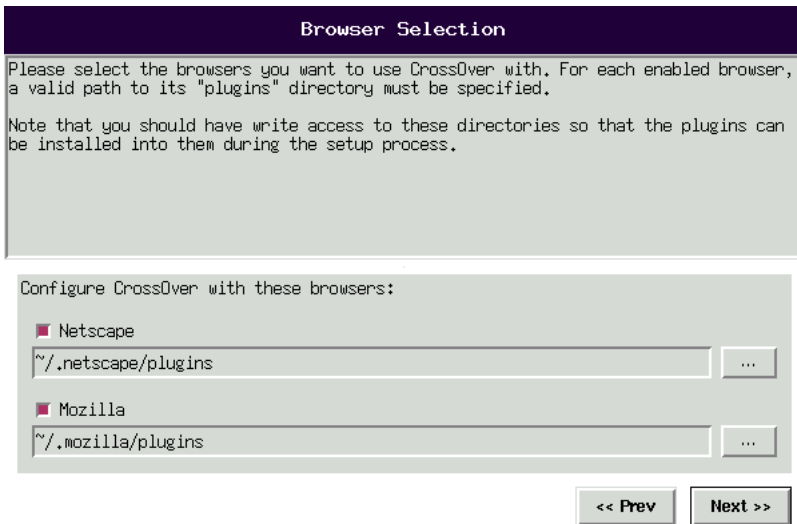 Browser Selection
Please select the browsers you want to use CrossOver with. For each enabled browser,
a valid path to its "plugins" directory must be specified.
Note that you should have write access to these directories so that the plugins can
be installed into them during the setup process.
Configure CrossOver with these browsers:
Netscape
~/.netscape/plugins
...
Mozilla
~/.mozilla/plugins
...
<< Prev
Next >>